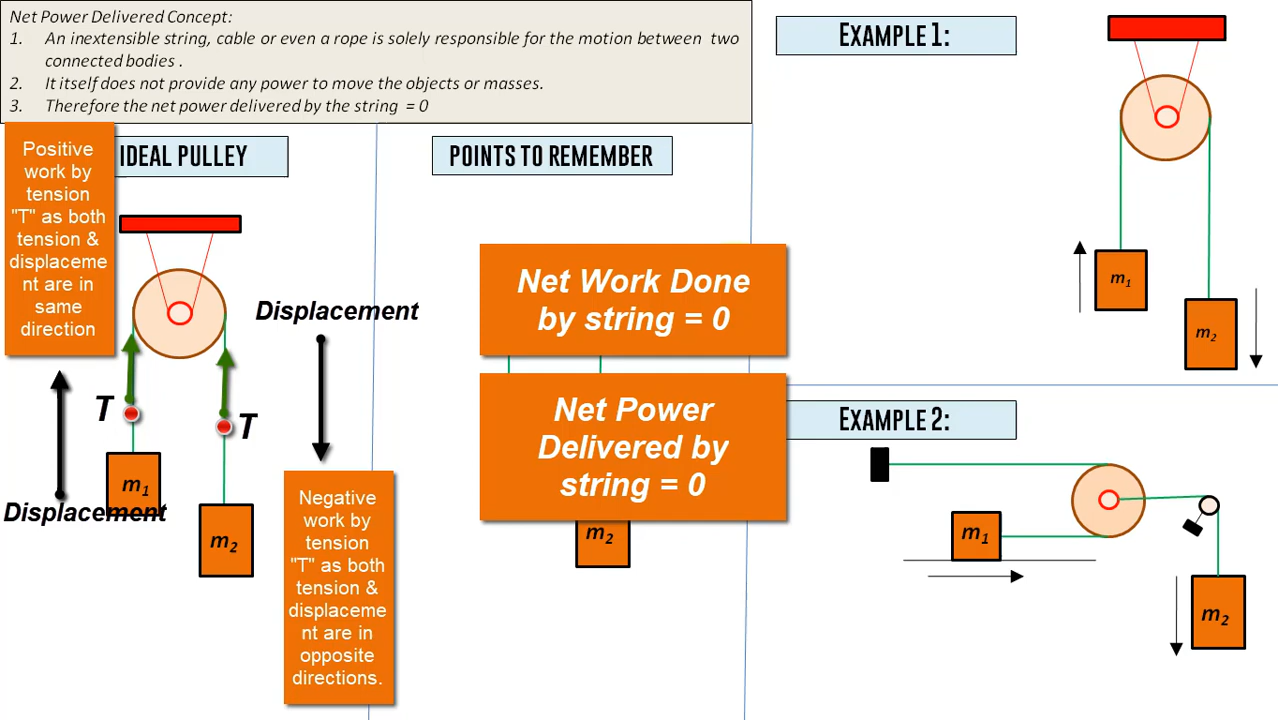 Net Power Delivered Concept:
1. An inextensible string, cable or even a rope is solely responsible for the motion between two
connected bodies .
2. It itself does not provide any power to move the objects or masses.
3. Therefore the net power delivered by the string = 0
IDEAL PULLEY
Positive
work by
tension
"T" as both
tension &
displaceme
nt are in
same
direction
Displacement
T
T
m1
Displacement
m2
Negative
work by
tension
"T" as both
tension &
displaceme
nt are in
opposite
directions.
POINTS TO REMEMBER
Net Work Done
by string = 0
Net Power
Delivered by
string = 0
m2
EXAMPLE 1:
m1
m2
EXAMPLE 2:
m1
m2